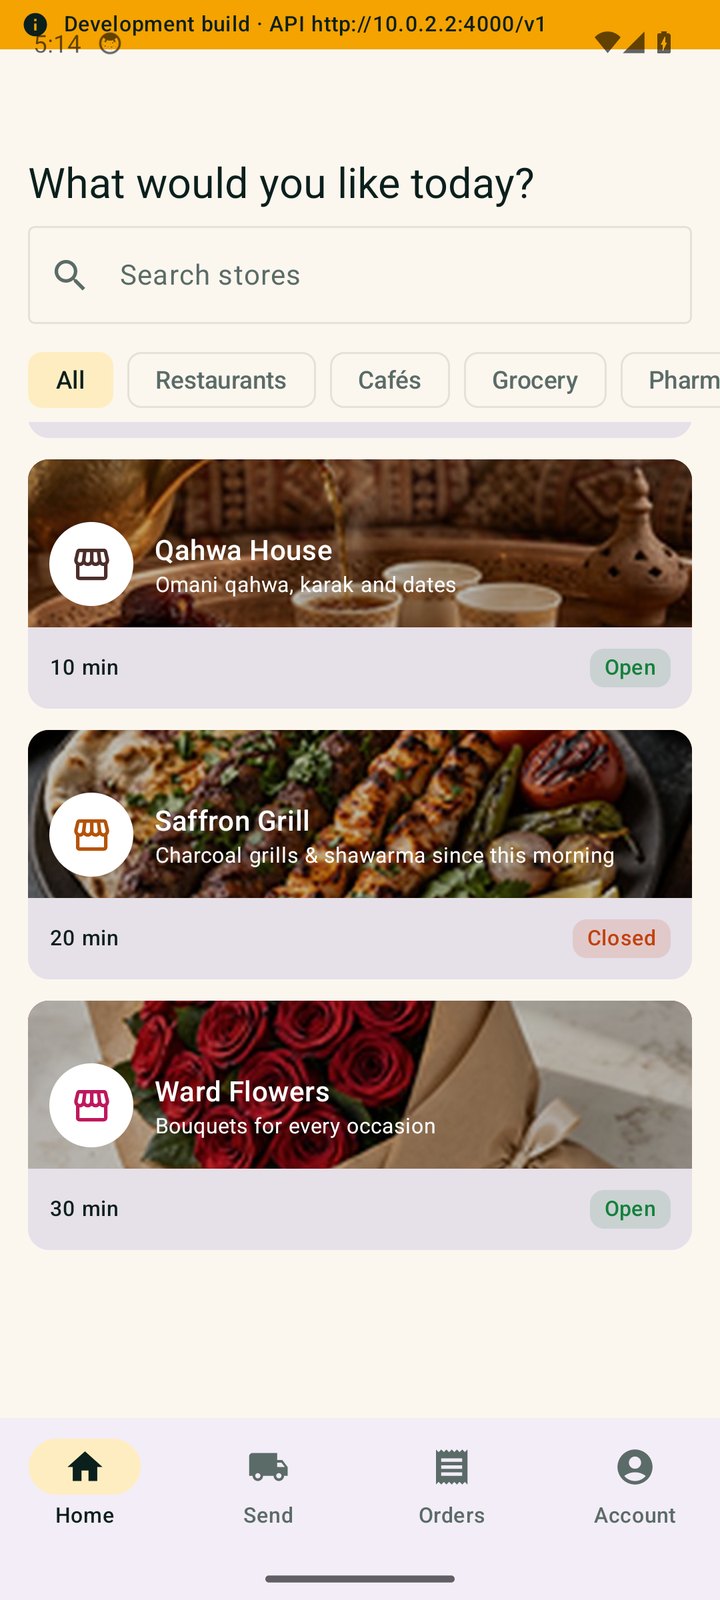 Development build · API http://10.0.2.2:4000/v1
5:14
What would you like today?
Search stores
All
Restaurants
Cafés
Grocery
Pharm
Qahwa House
Omani qahwa, karak and dates
10 min
Open
Saffron Grill
Charcoal grills & shawarma since this morning
20 min
Closed
Ward Flowers
Bouquets for every occasion
30 min
Open
Home
Send
Orders
Account